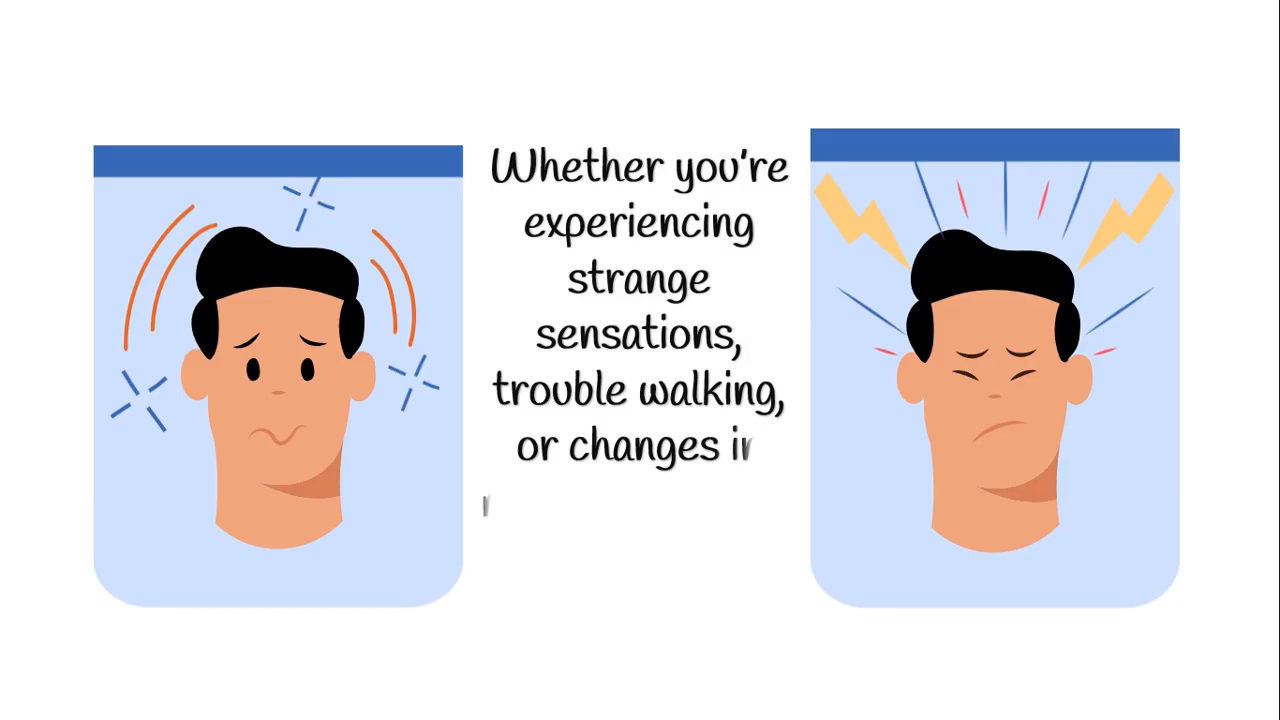 Whether you're
experiencing
strange
sensations,
trouble walking,
or changes